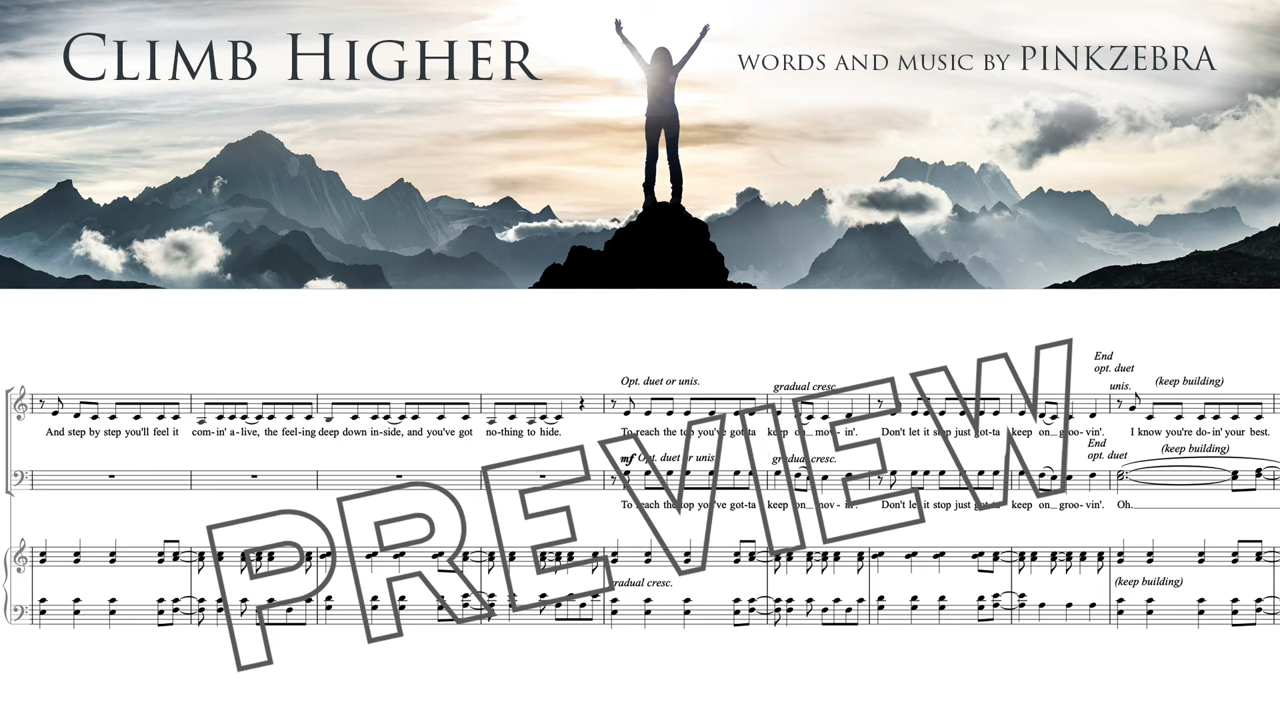 CLIMB HIGHER
WORDS AND MUSIC BY PINKZEBRA
End
opt. duet
Opt. duet or unis.
gradual cresc.
unis.
(keep building)
And step by step you'll feel it com-in' a-live, the feel-ing deep down in-side, and you've got no-thing to hide. To reach the top you've got-ta keep on_ mov-in'. Don't let it stop just got-ta keep on_groo-vin'. I know you're do-in' your best.
mf Opt. duet or unis.
gradual cresc.
End
opt. duet
(keep building)
To reach the top you've got-ta keep on_ mov-in'. Don't let it stop just got-ta keep on_groo-vin'. Oh.
gradual cresc.
(keep building)
PREVIEW